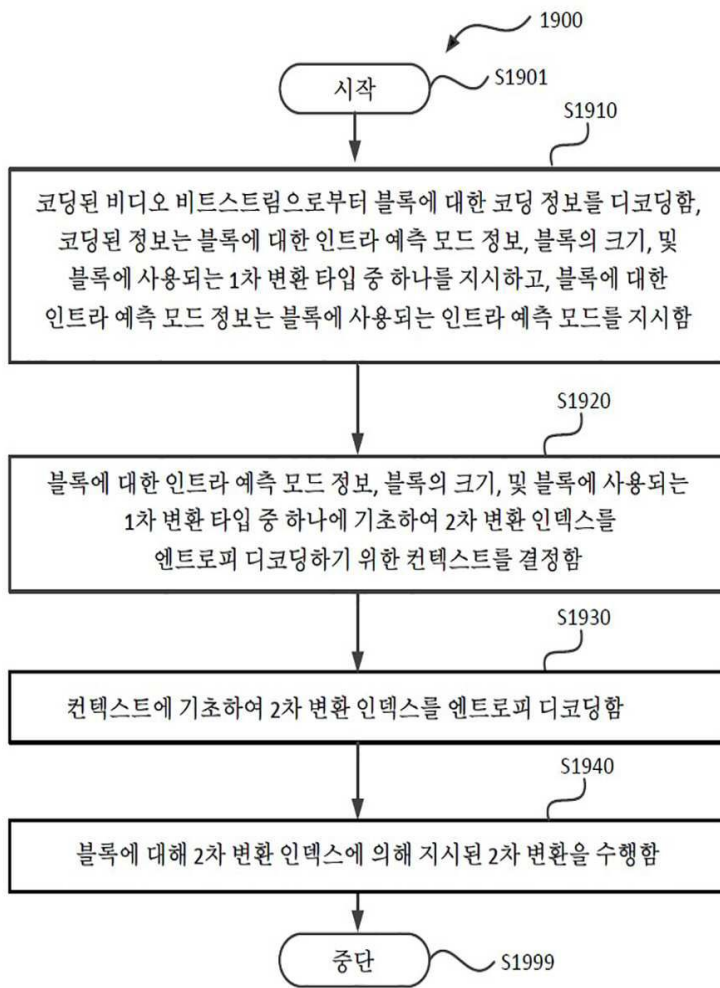 1900
시작
S1901
S1910
코딩된 비디오 비트스트림으로부터 블록에 대한 코딩 정보를 디코딩함,
코딩된 정보는 블록에 대한 인트라 예측 모드 정보, 블록의 크기, 및
블록에 사용되는 1차 변환 타입 중 하나를 지시하고, 블록에 대한
인트라 예측 모드 정보는 블록에 사용되는 인트라 예측 모드를 지시함
S1920
블록에 대한 인트라 예측 모드 정보, 블록의 크기, 및 블록에 사용되는
1차 변환 타입 중 하나에 기초하여 2차 변환 인덱스를
엔트로피 디코딩하기 위한 컨텍스트를 결정함
S1930
컨텍스트에 기초하여 2차 변환 인덱스를 엔트로피 디코딩함
S1940
블록에 대해 2차 변환 인덱스에 의해 지시된 2차 변환을 수행함
중단
S1999